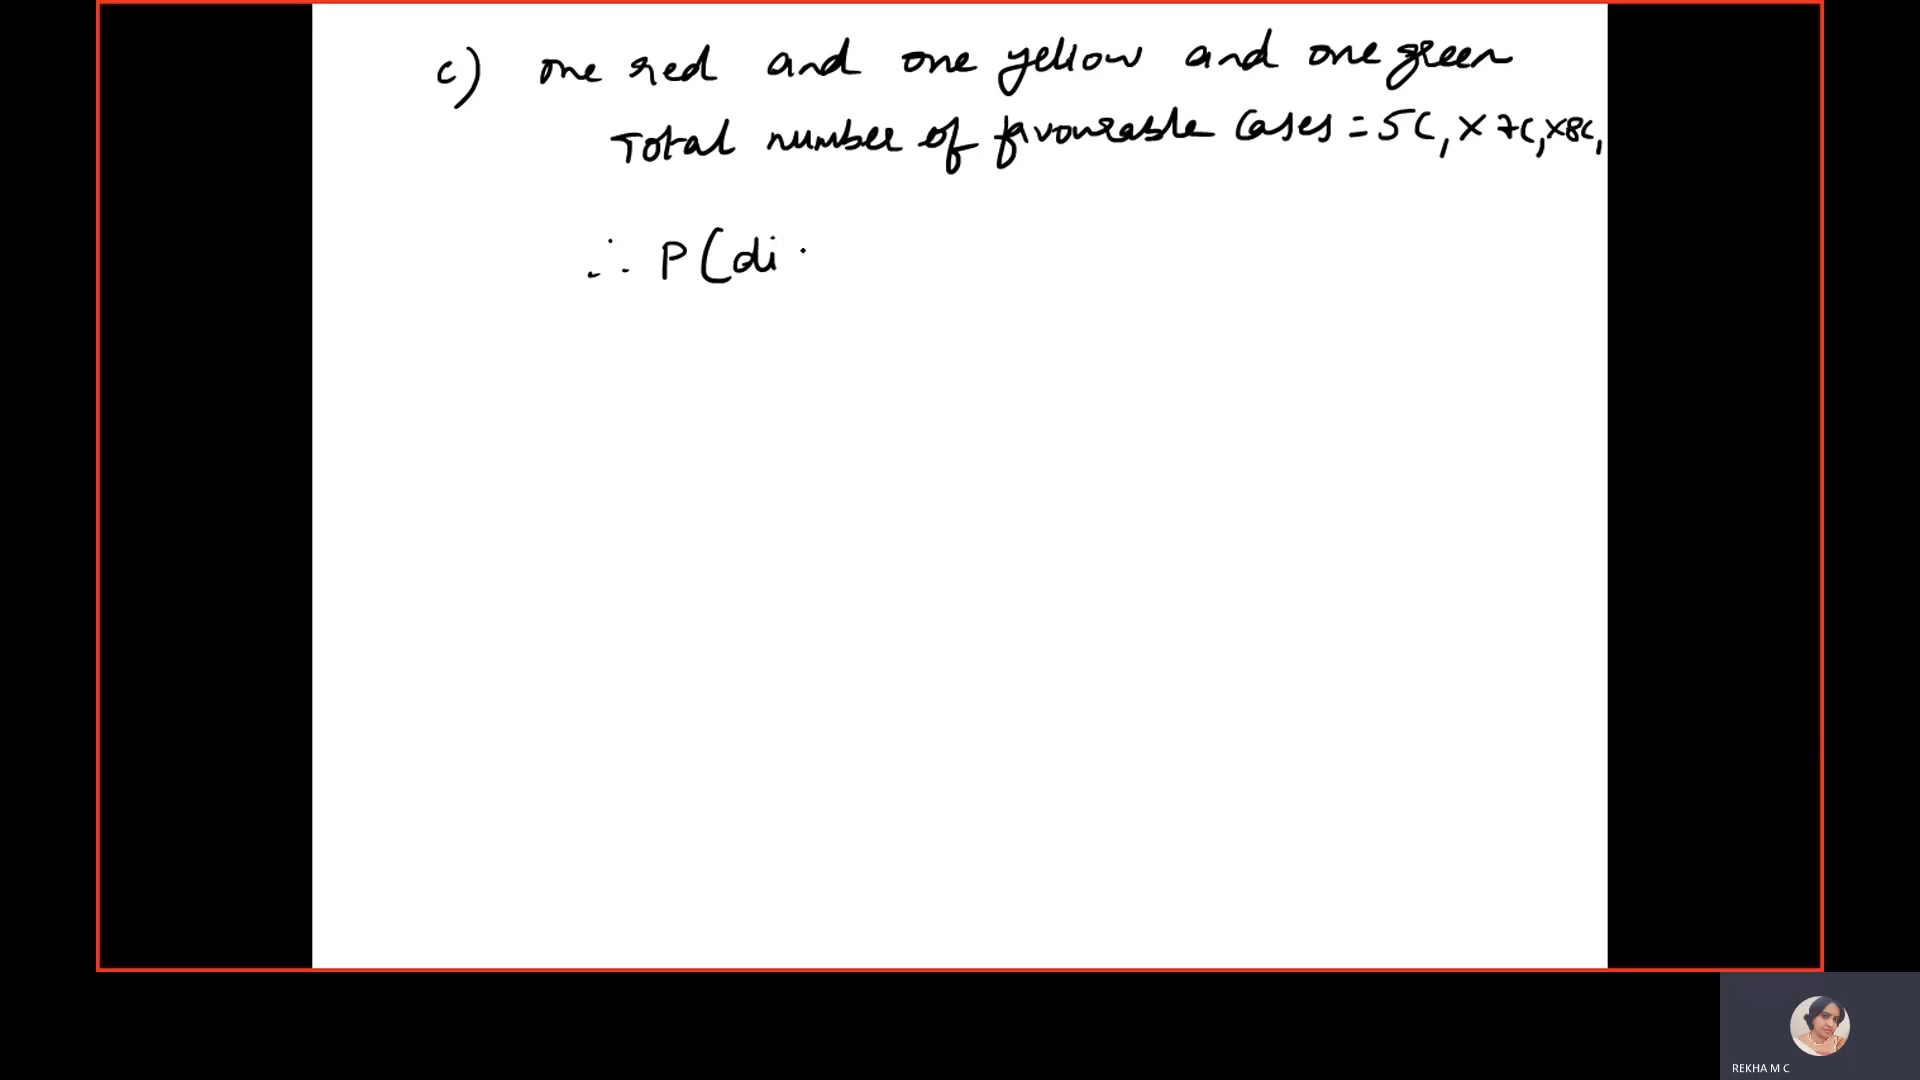 c) one red and one yellow and one green
Total number of favourable cases = 5C₁ × 7C₁ × 8C₁
∴ P(di
REKHA M C